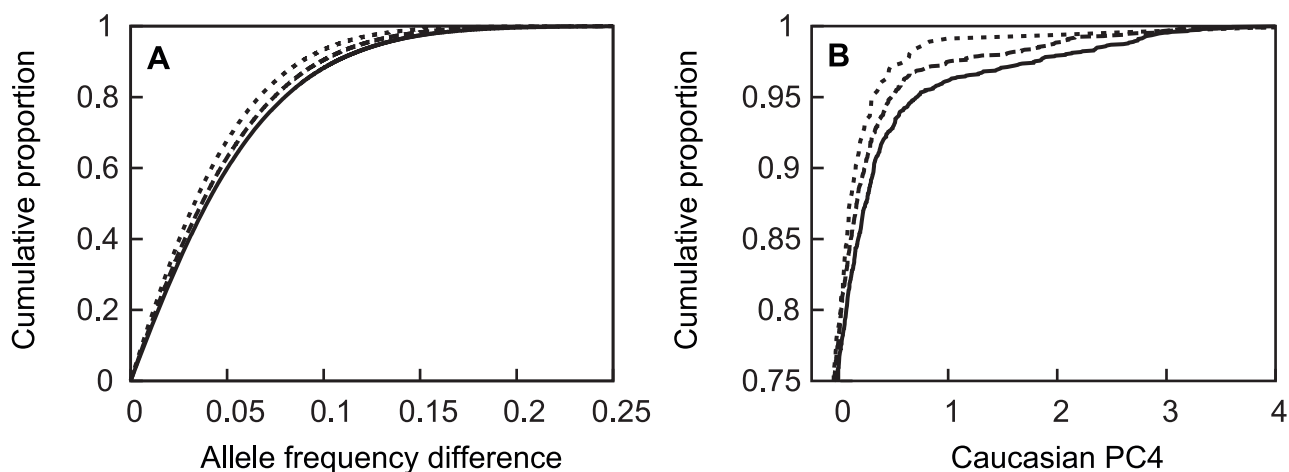 A
Cumulative proportion
1
0.8
0.6
0.4
0.2
0
0 0.05 0.1 0.15 0.2 0.25
Allele frequency difference
B
Cumulative proportion
1
0.95
0.9
0.85
0.8
0.75
0 1 2 3 4
Caucasian PC4